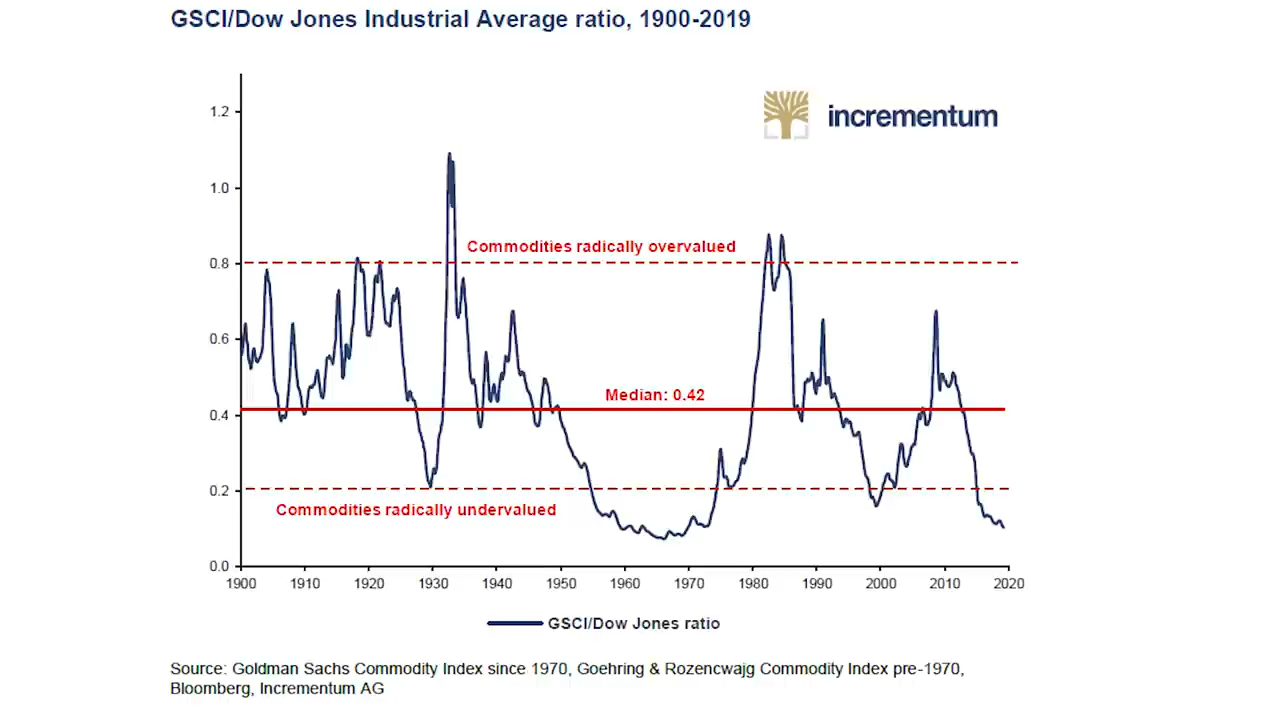 GSCI/Dow Jones Industrial Average ratio, 1900-2019
incrementum
1.2
1.0
Commodities radically overvalued
0.8
0.6
Median: 0.42
0.4
0.2
Commodities radically undervalued
0.0
1900 1910 1920 1930 1940 1950 1960 1970 1980 1990 2000 2010 2020
GSCI/Dow Jones ratio
Source: Goldman Sachs Commodity Index since 1970, Goehring & Rozencwajg Commodity Index pre-1970,
Bloomberg, Incrementum AG